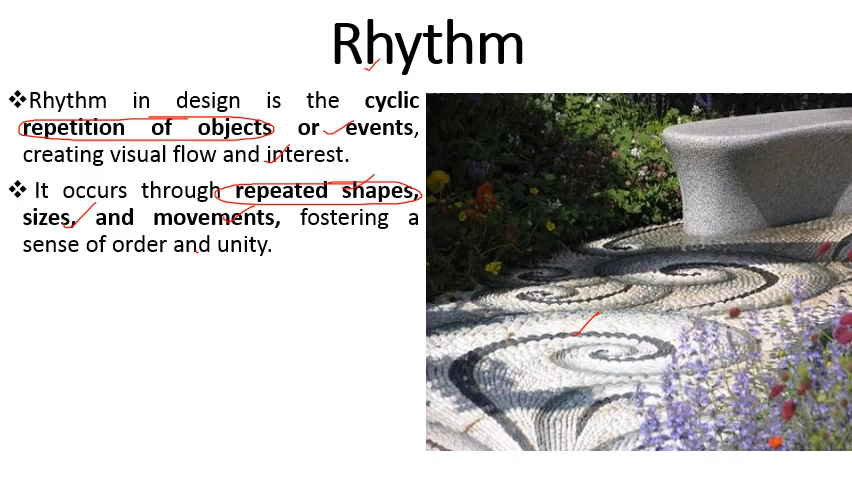 Rhythm
❖Rhythm in design is the cyclic
repetition of objects or events,
creating visual flow and interest.
❖ It occurs through repeated shapes,
sizes, and movements, fostering a
sense of order and unity.